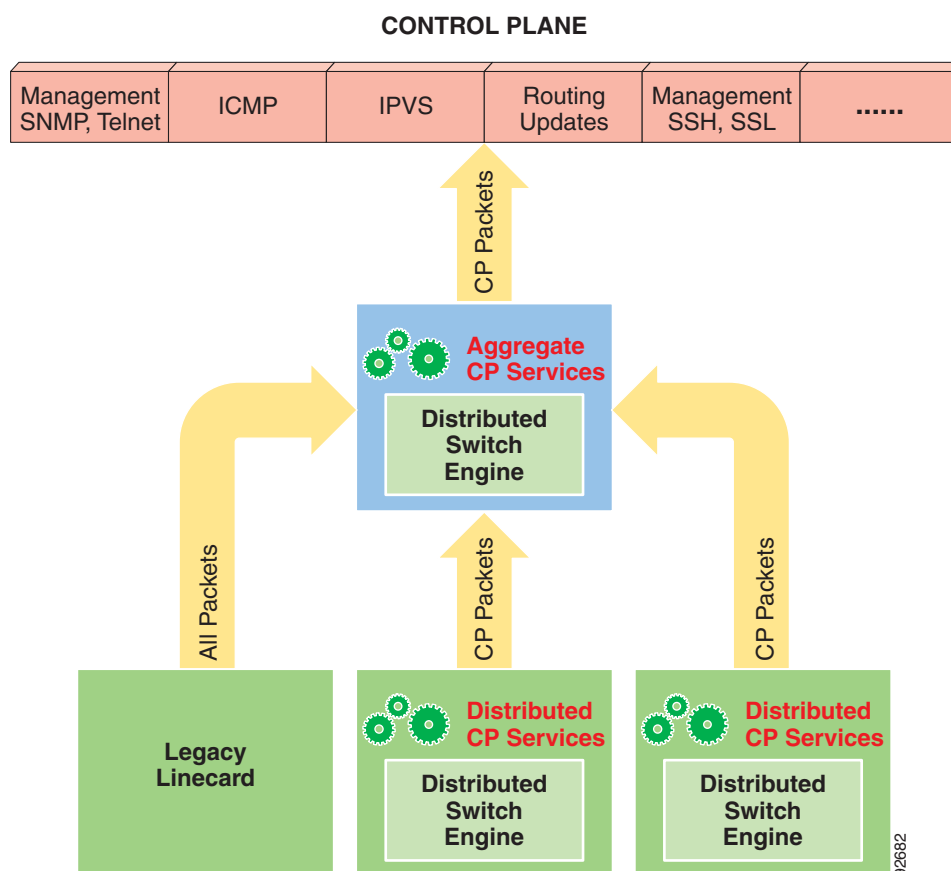 CONTROL PLANE
Management
SNMP, Telnet
ICMP
IPVS
Routing
Updates
Management
SSH, SSL
......
CP Packets
Aggregate
CP Services
Distributed
Switch
Engine
All Packets
CP Packets
CP Packets
Legacy
Linecard
Distributed
CP Services
Distributed
Switch
Engine
Distributed
CP Services
Distributed
Switch
Engine